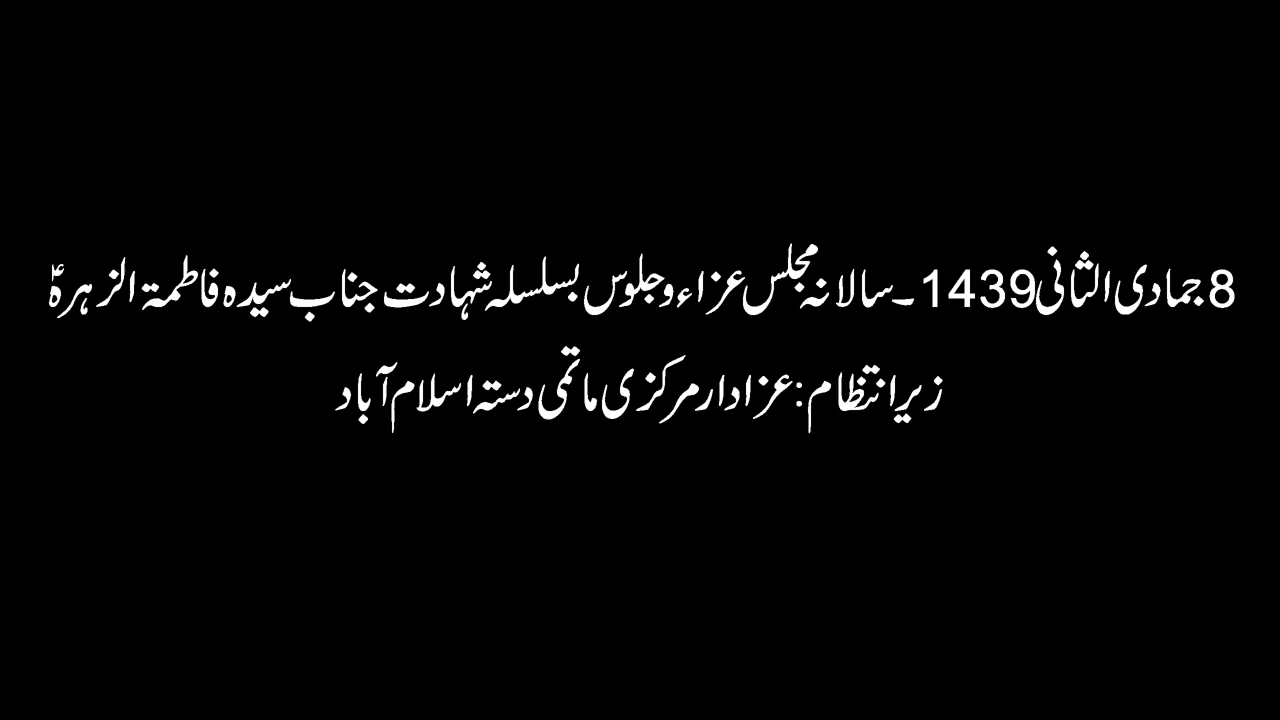 8 جمادی الثانی 1439 ۔ سالانہ مجلس عزاء و جلوس بسلسلہ شہادت جناب سیدہ فاطمۃ الزہرہؑ
زیرِ انتظام : عزادار مرکزی ماتمی دستہ اسلام آباد